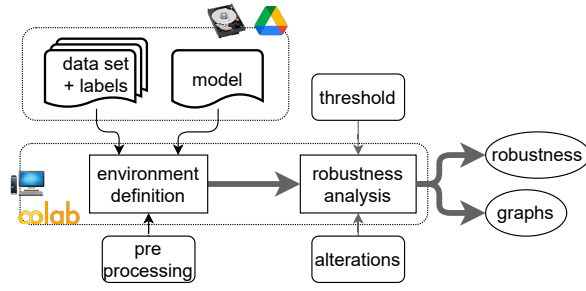 data set
+ labels
model
threshold
environment
definition
robustness
analysis
robustness
graphs
colab
pre
processing
alterations